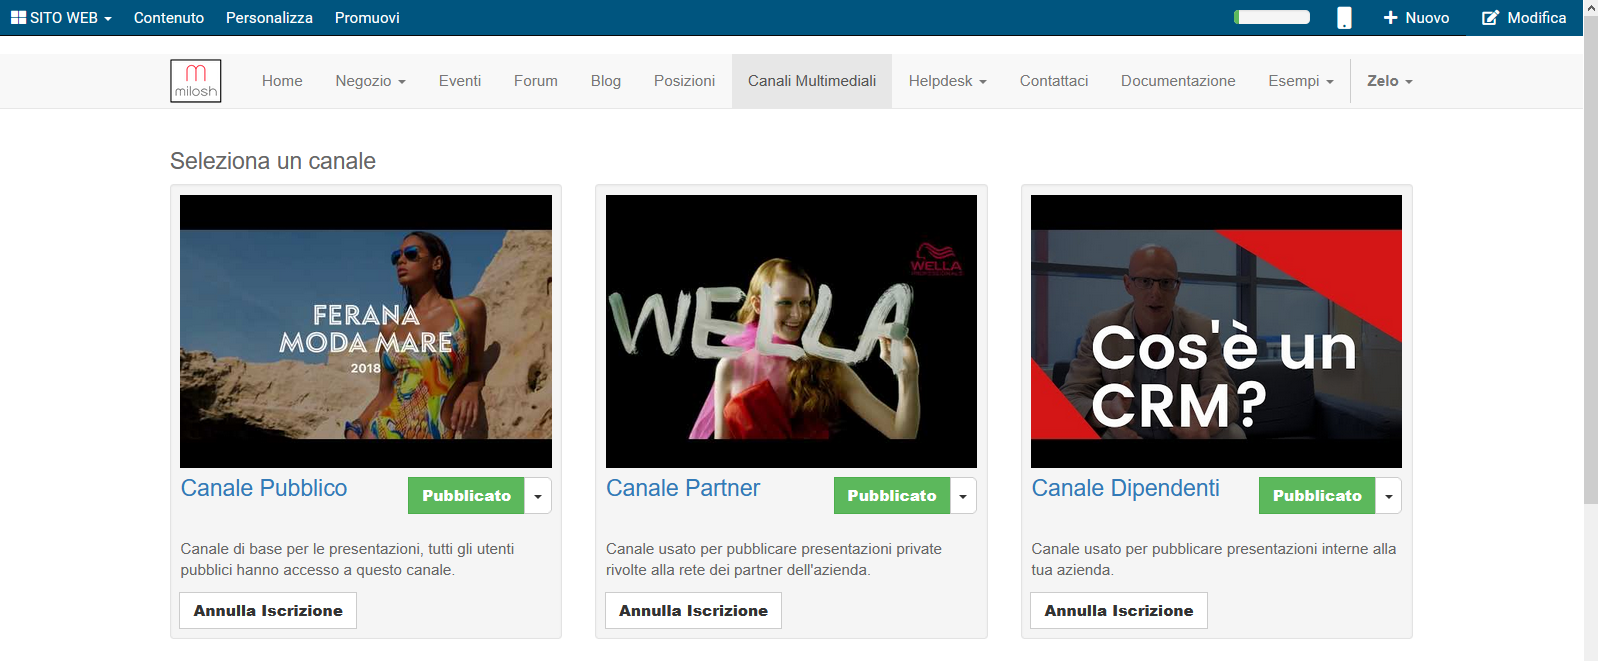 SITO WEB Contenuto Personalizza Promuovi Nuovo Modifica
milosh Home Negozio Eventi Forum Blog Posizioni Canali Multimediali Helpdesk Contattaci Documentazione Esempi Zelo
Seleziona un canale
FERANA
MODA MARE
2018
Canale Pubblico Pubblicato
Canale di base per le presentazioni, tutti gli utenti
pubblici hanno accesso a questo canale.
Annulla Iscrizione
WELLA
PROFESSIONALS
WELLA
Canale Partner Pubblicato
Canale usato per pubblicare presentazioni private
rivolte alla rete dei partner dell'azienda.
Annulla Iscrizione
Cos'è un
CRM?
Canale Dipendenti Pubblicato
Canale usato per pubblicare presentazioni interne alla
tua azienda.
Annulla Iscrizione